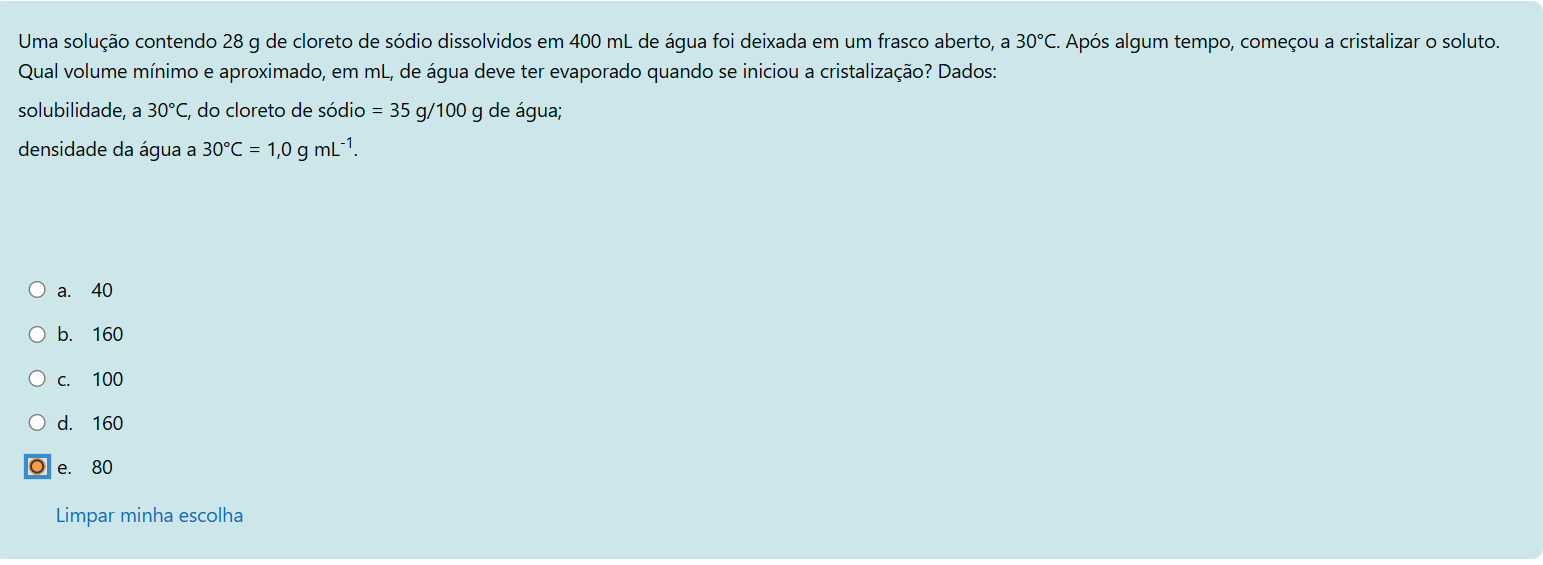 Uma solução contendo 28 g de cloreto de sódio dissolvidos em 400 mL de água foi deixada em um frasco aberto, a 30°C. Após algum tempo, começou a cristalizar o soluto.
Qual volume mínimo e aproximado, em mL, de água deve ter evaporado quando se iniciou a cristalização? Dados:
solubilidade, a 30°C, do cloreto de sódio = 35 g/100 g de água;
densidade da água a 30°C = 1,0 g mL⁻¹.
a. 40
b. 160
c. 100
d. 160
e. 80
Limpar minha escolha